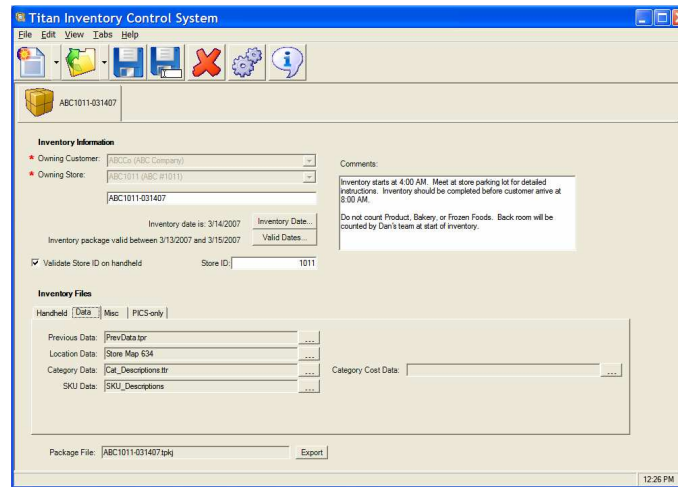 Titan Inventory Control System
File Edit View Tabs Help
ABC1011-031407
Inventory Information
* Owning Customer: ABCCo (ABC Company)
* Owning Store: ABC1011 (ABC #1011)
ABC1011-031407
Inventory date is: 3/14/2007 Inventory Date...
Inventory package valid between 3/13/2007 and 3/15/2007 Valid Dates...
Validate Store ID on handheld Store ID: 1011
Comments:
Inventory starts at 4:00 AM. Meet at store parking lot for detailed
instructions. Inventory should be completed before customer arrive at
8:00 AM.
Do not count Product, Bakery, or Frozen Foods. Back room will be
counted by Dan's team at start of inventory.
Inventory Files
Handheld Data Misc PICS-only
Previous Data: PrevData.tpr ...
Location Data: Store Map 634 ...
Category Data: Cat_Descriptions.ttr ... Category Cost Data: ...
SKU Data: SKU_Descriptions ...
Package File: ABC1011-031407.tpkj Export
12:26 PM